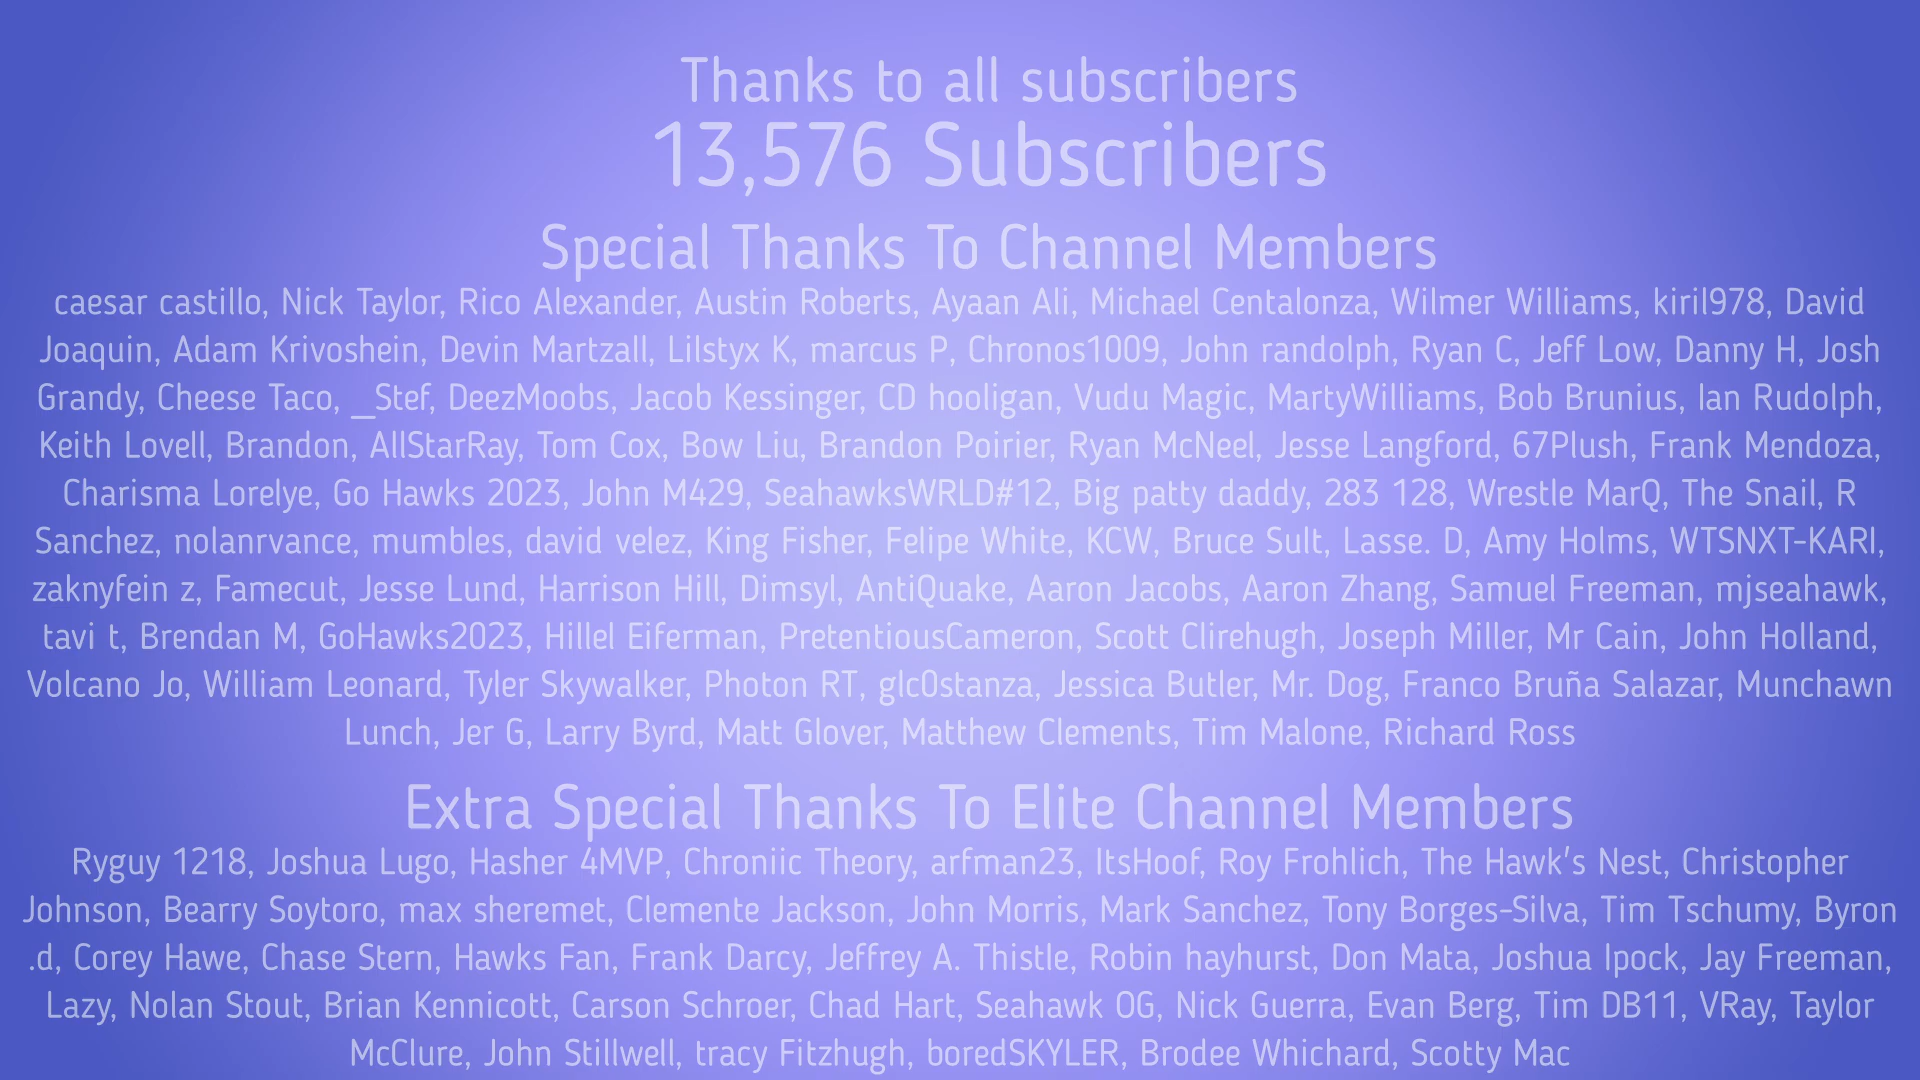 Thanks to all subscribers
13,576 Subscribers
Special Thanks To Channel Members
caesar castillo, Nick Taylor, Rico Alexander, Austin Roberts, Ayaan Ali, Michael Centalonza, Wilmer Williams, kiril978, David
Joaquin, Adam Krivoshein, Devin Martzall, Lilstyx K, marcus P, Chronos1009, John randolph, Ryan C, Jeff Low, Danny H, Josh
Grandy, Cheese Taco, __Stef, DeezMoobs, Jacob Kessinger, CD hooligan, Vudu Magic, MartyWilliams, Bob Brunius, Ian Rudolph,
Keith Lovell, Brandon, AllStarRay, Tom Cox, Bow Liu, Brandon Poirier, Ryan McNeel, Jesse Langford, 67Plush, Frank Mendoza,
Charisma Lorelye, Go Hawks 2023, John M429, SeahawksWRLD#12, Big patty daddy, 283 128, Wrestle MarQ, The Snail, R
Sanchez, nolanrvance, mumbles, david velez, King Fisher, Felipe White, KCW, Bruce Sult, Lasse. D, Amy Holms, WTSNXT-KARI,
zaknyfein z, Famecut, Jesse Lund, Harrison Hill, Dimsyl, AntiQuake, Aaron Jacobs, Aaron Zhang, Samuel Freeman, mjseahawk,
tavi t, Brendan M, GoHawks2023, Hillel Eiferman, PretentiousCameron, Scott Clirehugh, Joseph Miller, Mr Cain, John Holland,
Volcano Jo, William Leonard, Tyler Skywalker, Photon RT, glc0stanza, Jessica Butler, Mr. Dog, Franco Bruña Salazar, Munchawn
Lunch, Jer G, Larry Byrd, Matt Glover, Matthew Clements, Tim Malone, Richard Ross
Extra Special Thanks To Elite Channel Members
Ryguy 1218, Joshua Lugo, Hasher 4MVP, Chroniic Theory, arfman23, ItsHoof, Roy Frohlich, The Hawk's Nest, Christopher
Johnson, Bearry Soytoro, max sheremet, Clemente Jackson, John Morris, Mark Sanchez, Tony Borges-Silva, Tim Tschumy, Byron
.d, Corey Hawe, Chase Stern, Hawks Fan, Frank Darcy, Jeffrey A. Thistle, Robin hayhurst, Don Mata, Joshua Ipock, Jay Freeman,
Lazy, Nolan Stout, Brian Kennicott, Carson Schroer, Chad Hart, Seahawk OG, Nick Guerra, Evan Berg, Tim DB11, VRay, Taylor
McClure, John Stillwell, tracy Fitzhugh, boredSKYLER, Brodee Whichard, Scotty Mac